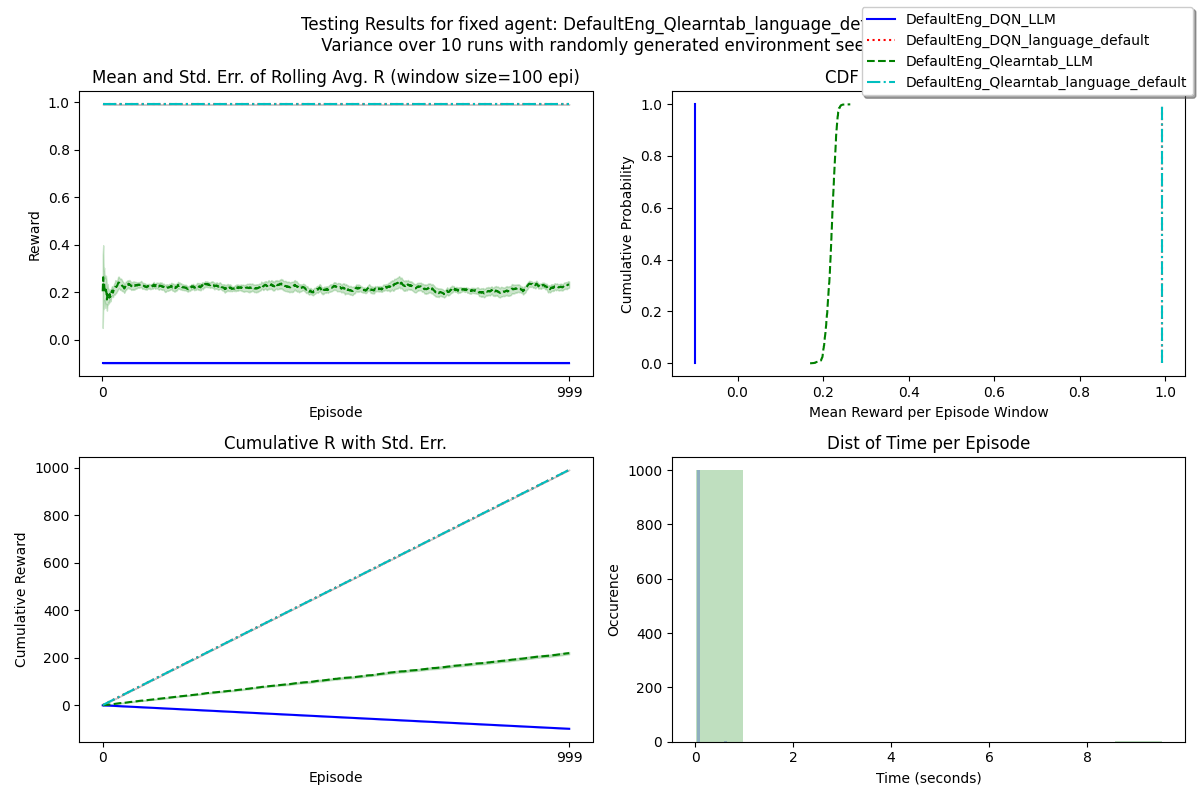 Testing Results for fixed agent: DefaultEng_Qlearntab_language_def
Variance over 10 runs with randomly generated environment see
DefaultEng_DQN_LLM
DefaultEng_DQN_language_default
DefaultEng_Qlearntab_LLM
DefaultEng_Qlearntab_language_default
Mean and Std. Err. of Rolling Avg. R (window size=100 epi)
1.0
0.8
0.6
0.4
0.2
0.0
Reward
0
999
Episode
CDF
1.0
0.8
0.6
0.4
0.2
0.0
Cumulative Probability
0.0
0.2
0.4
0.6
0.8
1.0
Mean Reward per Episode Window
Cumulative R with Std. Err.
1000
800
600
400
200
0
Cumulative Reward
0
999
Episode
Dist of Time per Episode
1000
800
600
400
200
0
Occurence
0
2
4
6
8
Time (seconds)